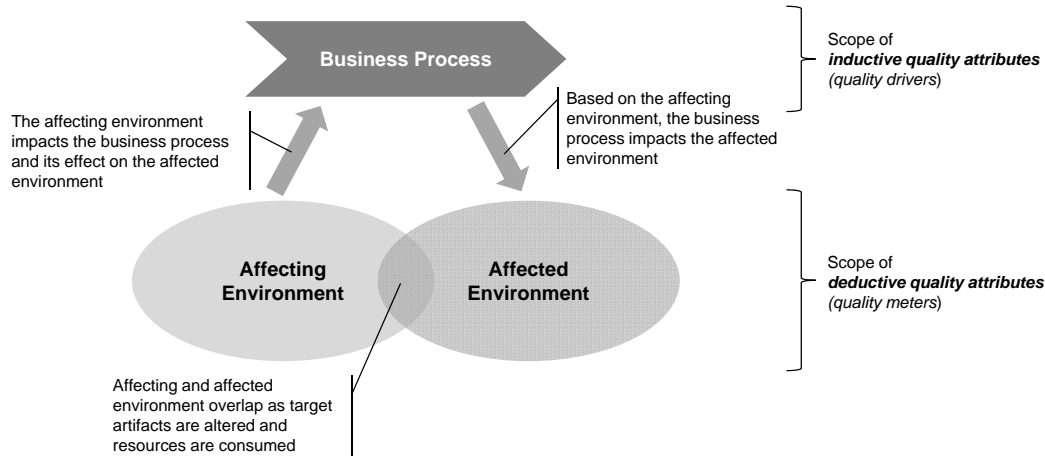 Business Process
Scope of
inductive quality attributes
(quality drivers)
The affecting environment
impacts the business process
and its effect on the affected
environment
Based on the affecting
environment, the business
process impacts the affected
environment
Affecting
Environment
Affected
Environment
Scope of
deductive quality attributes
(quality meters)
Affecting and affected
environment overlap as target
artifacts are altered and
resources are consumed